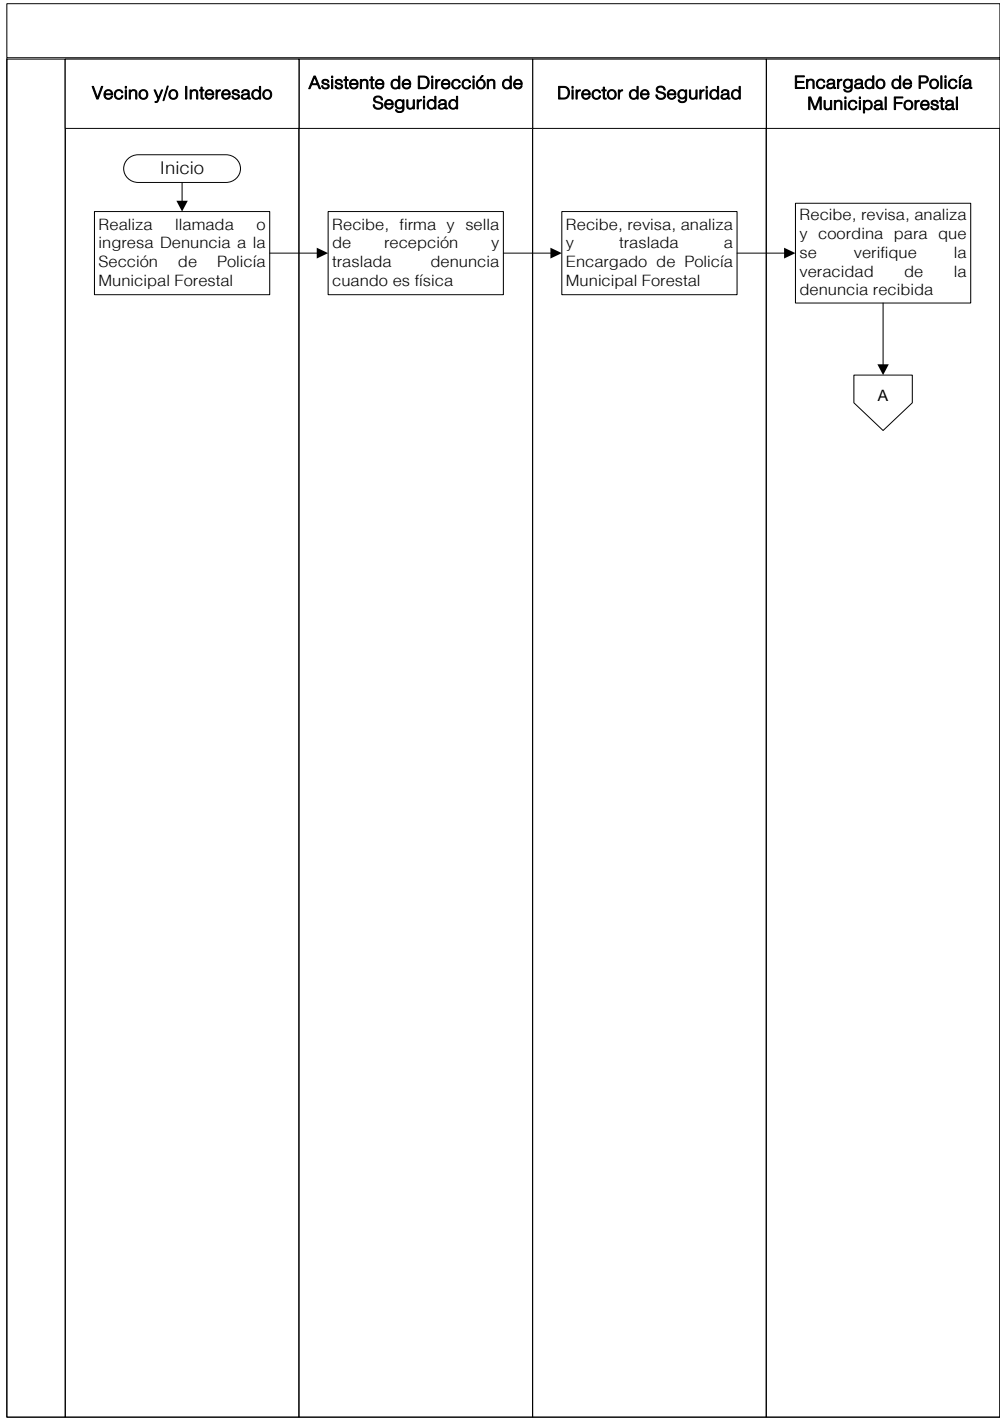 Vecino y/o Interesado
Asistente de Dirección de
Seguridad
Director de Seguridad
Encargado de Policía
Municipal Forestal
Inicio
Realiza llamada o
ingresa Denuncia a la
Sección de Policía
Municipal Forestal
Recibe, firma y sella
de recepción y
traslada denuncia
cuando es física
Recibe, revisa, analiza
y traslada a
Encargado de Policía
Municipal Forestal
Recibe, revisa, analiza
y coordina para que
se verifique la
veracidad de la
denuncia recibida
A